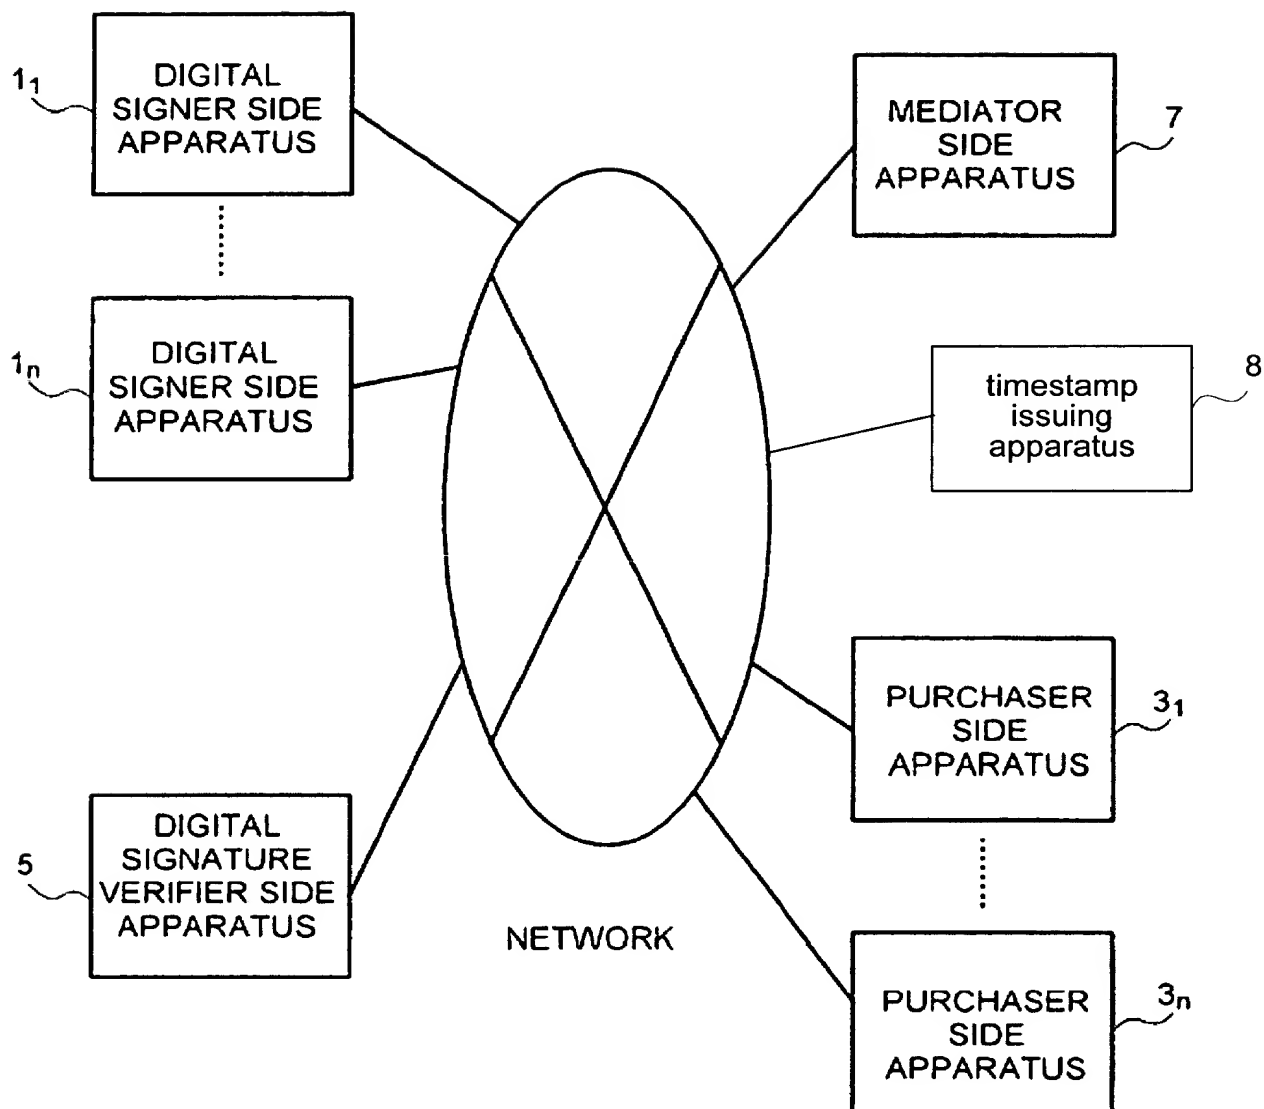 1₁
DIGITAL
SIGNER SIDE
APPARATUS
1ₙ
DIGITAL
SIGNER SIDE
APPARATUS
5
DIGITAL
SIGNATURE
VERIFIER SIDE
APPARATUS
NETWORK
MEDIATOR
SIDE
APPARATUS
7
timestamp
issuing
apparatus
8
PURCHASER
SIDE
APPARATUS
3₁
PURCHASER
SIDE
APPARATUS
3ₙ